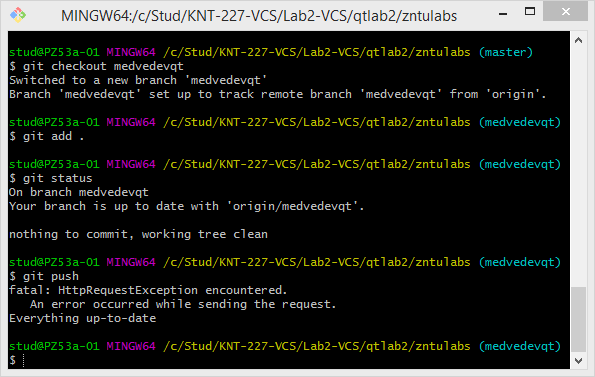 MINGW64:/c/Stud/KNT-227-VCS/Lab2-VCS/qtlab2/zntulabs
stud@PZ53a-01 MINGW64 /c/Stud/KNT-227-VCS/Lab2-VCS/qtlab2/zntulabs (master)
$ git checkout medvedevqt
Switched to a new branch 'medvedevqt'
Branch 'medvedevqt' set up to track remote branch 'medvedevqt' from 'origin'.
stud@PZ53a-01 MINGW64 /c/Stud/KNT-227-VCS/Lab2-VCS/qtlab2/zntulabs (medvedevqt)
$ git add .
stud@PZ53a-01 MINGW64 /c/Stud/KNT-227-VCS/Lab2-VCS/qtlab2/zntulabs (medvedevqt)
$ git status
On branch medvedevqt
Your branch is up to date with 'origin/medvedevqt'.
nothing to commit, working tree clean
stud@PZ53a-01 MINGW64 /c/Stud/KNT-227-VCS/Lab2-VCS/qtlab2/zntulabs (medvedevqt)
$ git push
fatal: HttpRequestException encountered.
   An error occurred while sending the request.
Everything up-to-date
stud@PZ53a-01 MINGW64 /c/Stud/KNT-227-VCS/Lab2-VCS/qtlab2/zntulabs (medvedevqt)
$